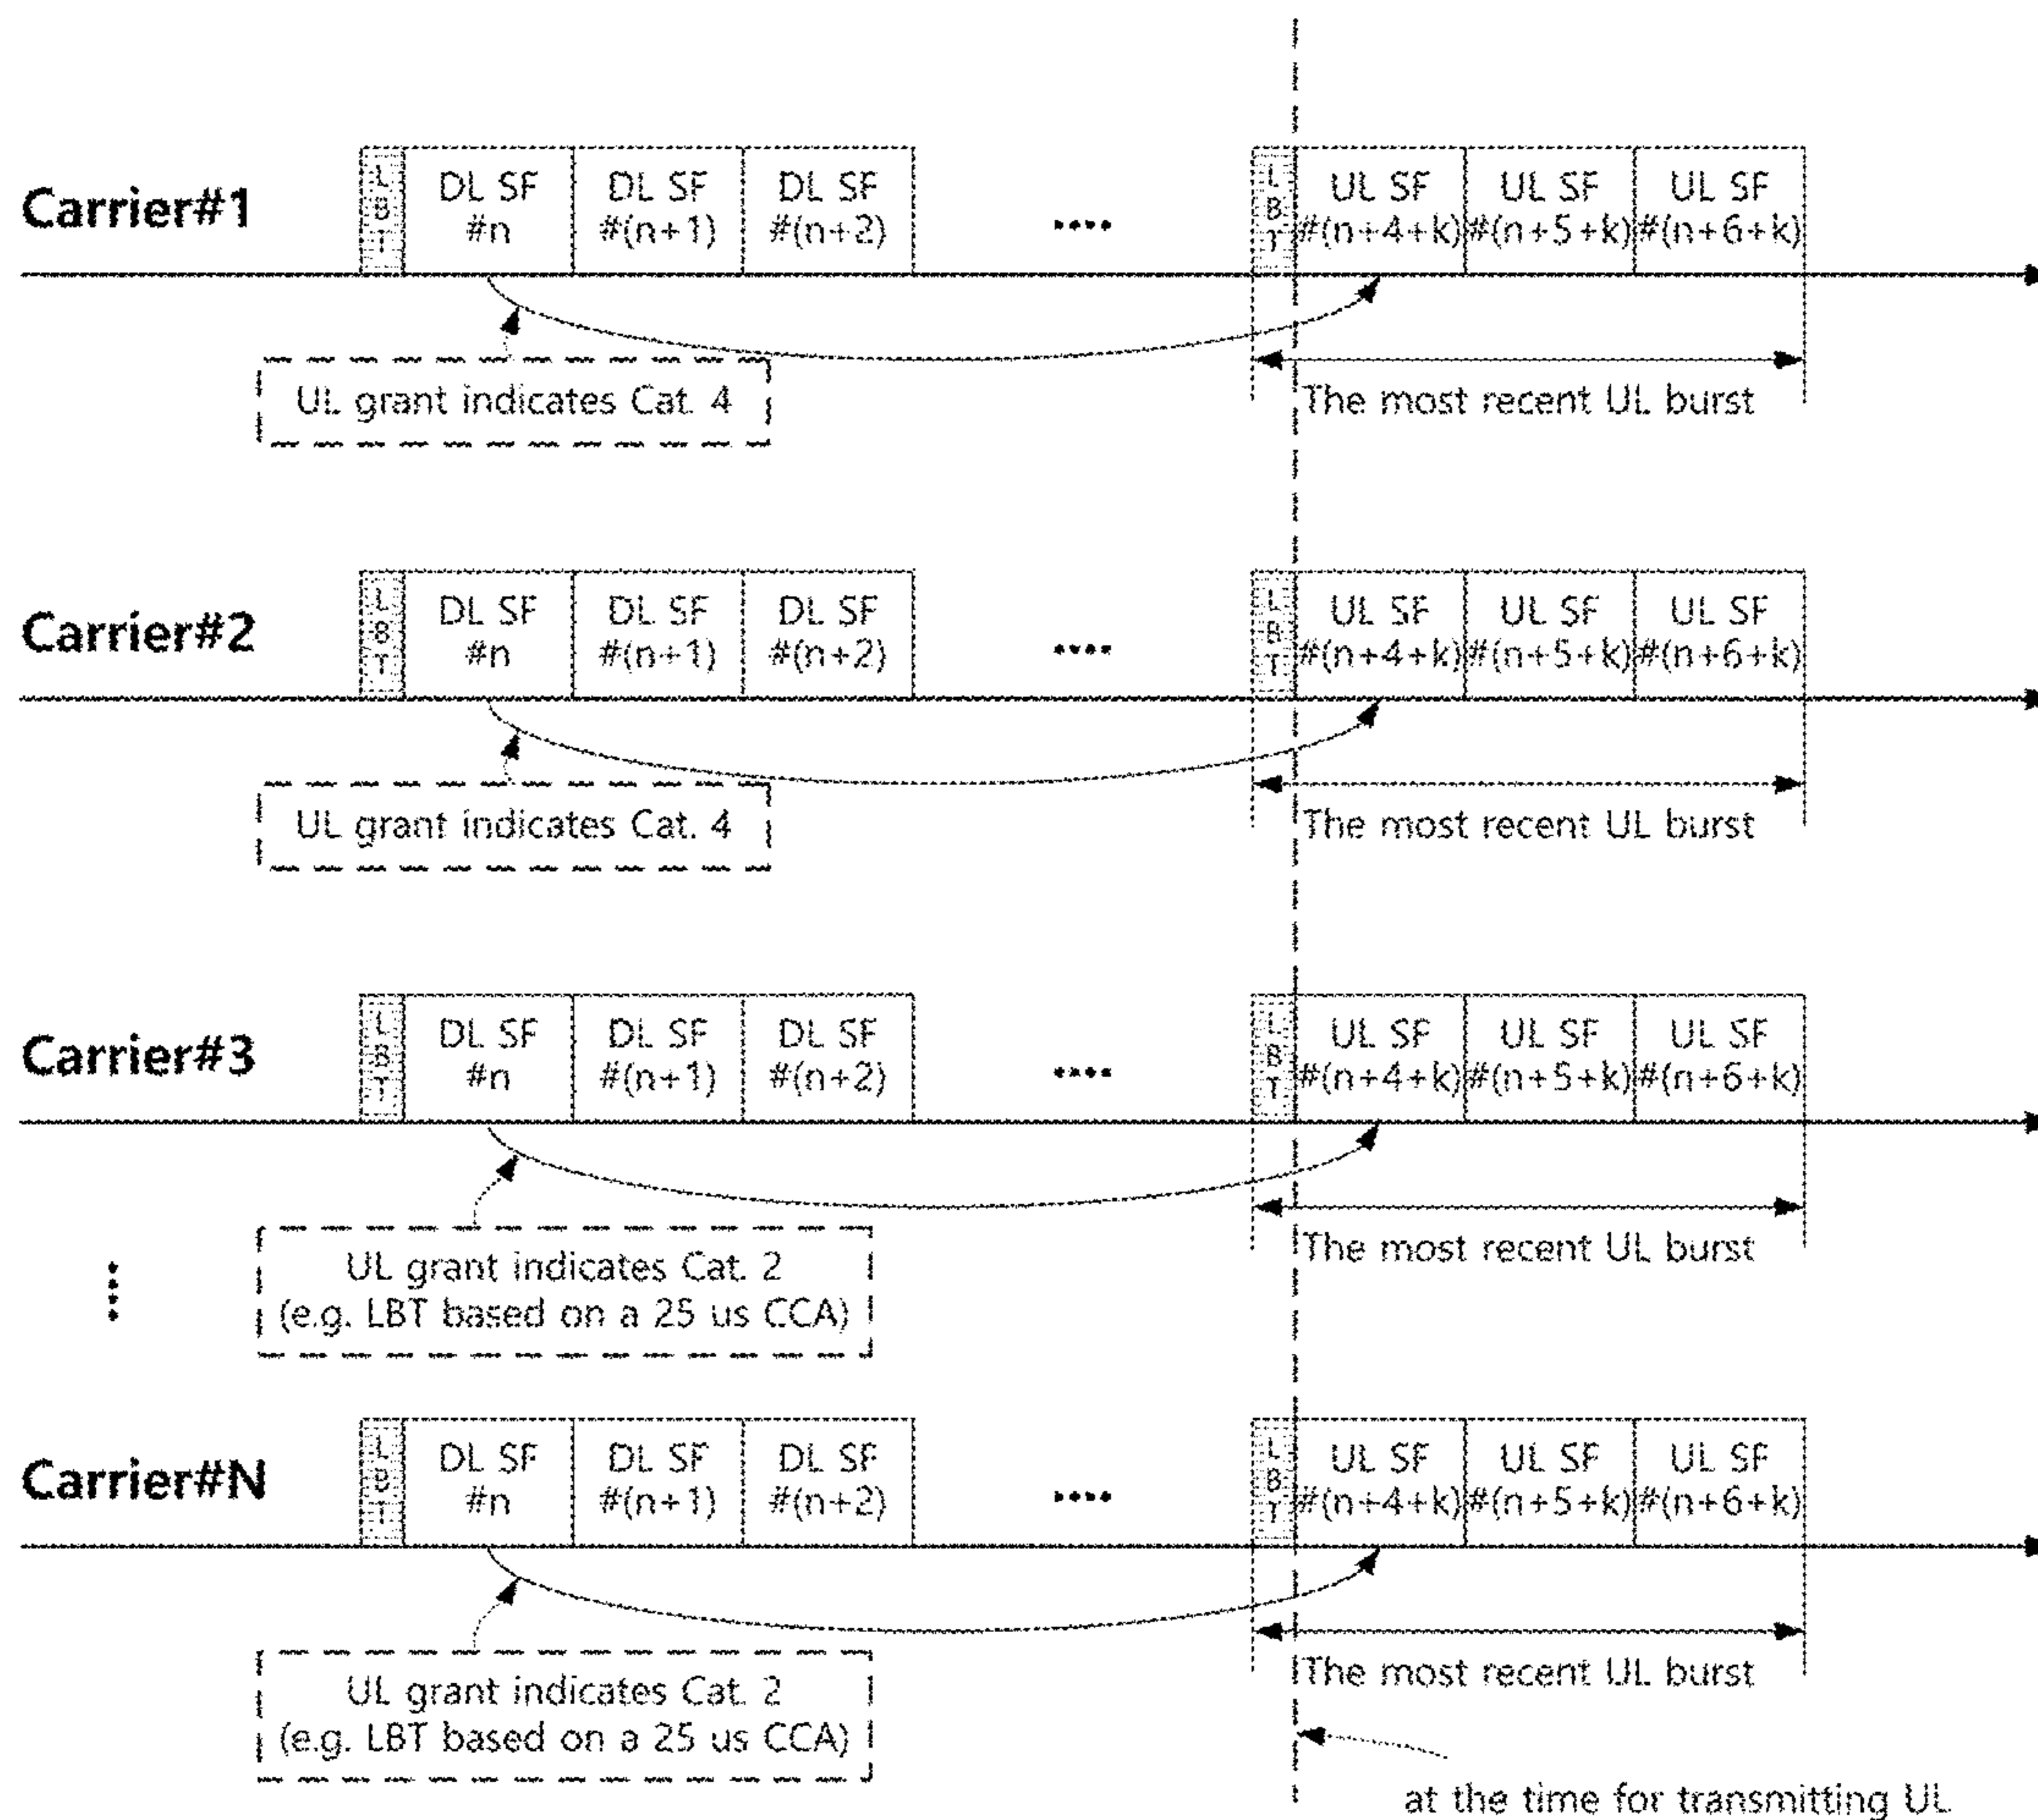 Carrier#1
L
B
T
DL SF
#n
DL SF
#(n+1)
DL SF
#(n+2)
....
L
B
T
UL SF
#(n+4+k)
UL SF
#(n+5+k)
UL SF
#(n+6+k)
UL grant indicates Cat. 4
The most recent UL burst
Carrier#2
L
B
T
DL SF
#n
DL SF
#(n+1)
DL SF
#(n+2)
....
L
B
T
UL SF
#(n+4+k)
UL SF
#(n+5+k)
UL SF
#(n+6+k)
UL grant indicates Cat. 4
The most recent UL burst
Carrier#3
L
B
T
DL SF
#n
DL SF
#(n+1)
DL SF
#(n+2)
....
L
B
T
UL SF
#(n+4+k)
UL SF
#(n+5+k)
UL SF
#(n+6+k)
UL grant indicates Cat. 2
(e.g. LBT based on a 25 us CCA)
The most recent UL burst
Carrier#N
L
B
T
DL SF
#n
DL SF
#(n+1)
DL SF
#(n+2)
....
L
B
T
UL SF
#(n+4+k)
UL SF
#(n+5+k)
UL SF
#(n+6+k)
UL grant indicates Cat. 2
(e.g. LBT based on a 25 us CCA)
The most recent UL burst
at the time for transmitting UL